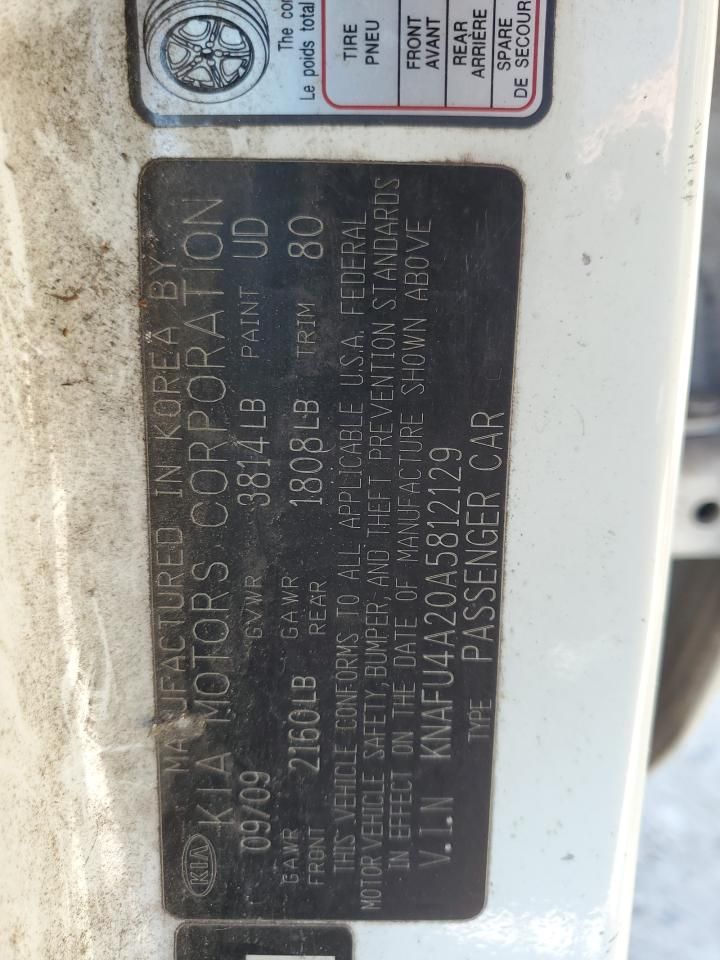 MANUFACTURED IN KOREA BY
KIA MOTORS CORPORATION
KIA
09/09 GVWR 3814LB PAINT UD
GAWR FRONT 2160LB GAWR REAR 1808LB TRIM 80
THIS VEHICLE CONFORMS TO ALL APPLICABLE U.S.A. FEDERAL
MOTOR VEHICLE SAFETY, BUMPER, AND THEFT PREVENTION STANDARDS
IN EFFECT ON THE DATE OF MANUFACTURE SHOWN ABOVE
V.I.N KNAFU4A20A5812129
TYPE PASSENGER CAR
The co
Le poids total
TIRE
PNEU
FRONT
AVANT
REAR
ARRIÈRE
SPARE
DE SECOUR